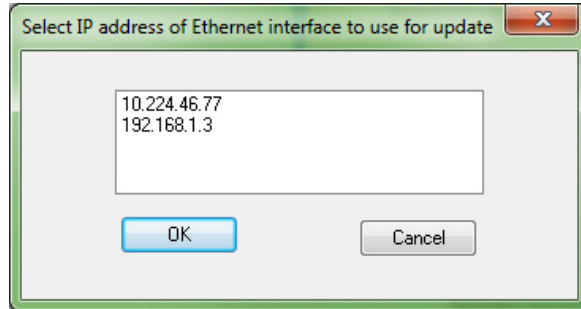 Select IP address of Ethernet interface to use for update
10.224.46.77
192.168.1.3
OK
Cancel